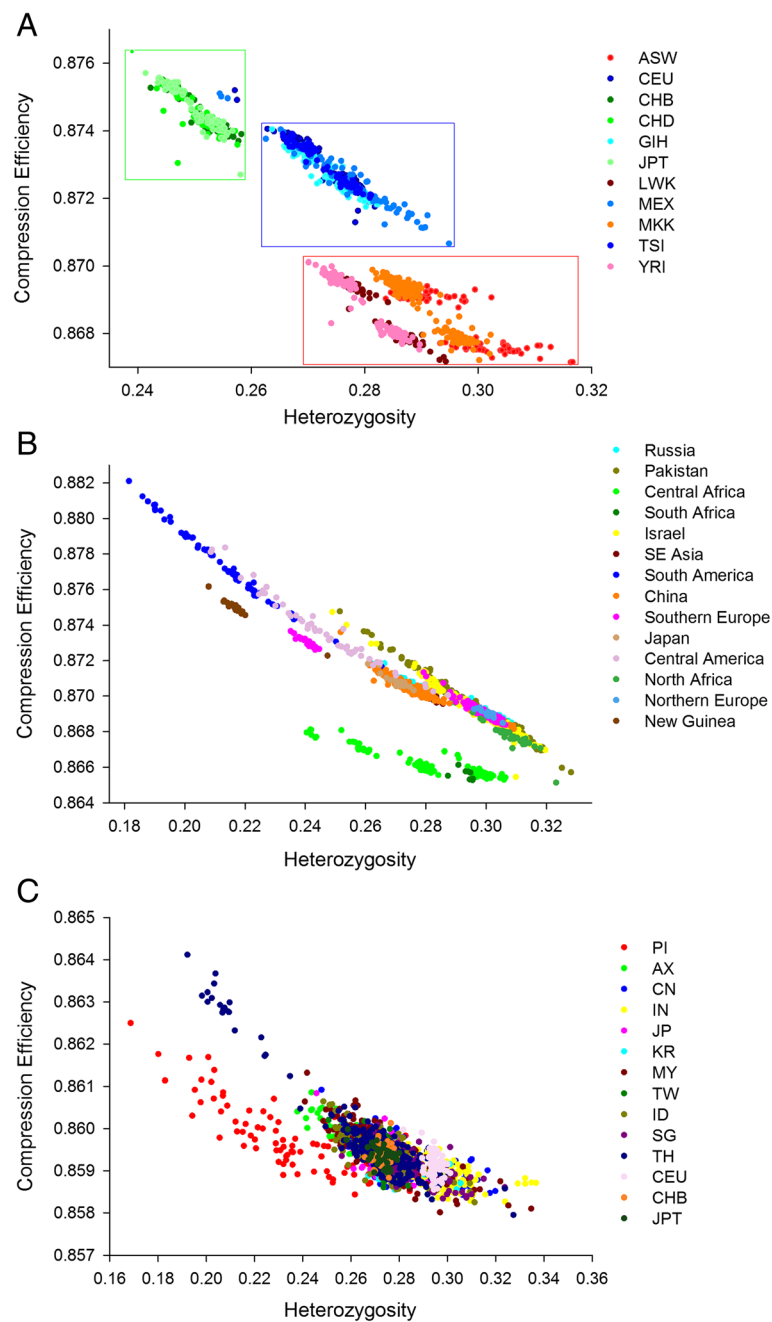 A
0.876
0.874
0.872
0.870
0.868
Compression Efficiency
0.24
0.26
0.28
0.30
0.32
Heterozygosity
ASW
CEU
CHB
CHD
GIH
JPT
LWK
MEX
MKK
TSI
YRI
B
0.882
0.880
0.878
0.876
0.874
0.872
0.870
0.868
0.866
0.864
Compression Efficiency
0.18
0.20
0.22
0.24
0.26
0.28
0.30
0.32
Heterozygosity
Russia
Pakistan
Central Africa
South Africa
Israel
SE Asia
South America
China
Southern Europe
Japan
Central America
North Africa
Northern Europe
New Guinea
C
0.865
0.864
0.863
0.862
0.861
0.860
0.859
0.858
0.857
Compression Efficiency
0.16
0.18
0.20
0.22
0.24
0.26
0.28
0.30
0.32
0.34
0.36
Heterozygosity
PI
AX
CN
IN
JP
KR
MY
TW
ID
SG
TH
CEU
CHB
JPT